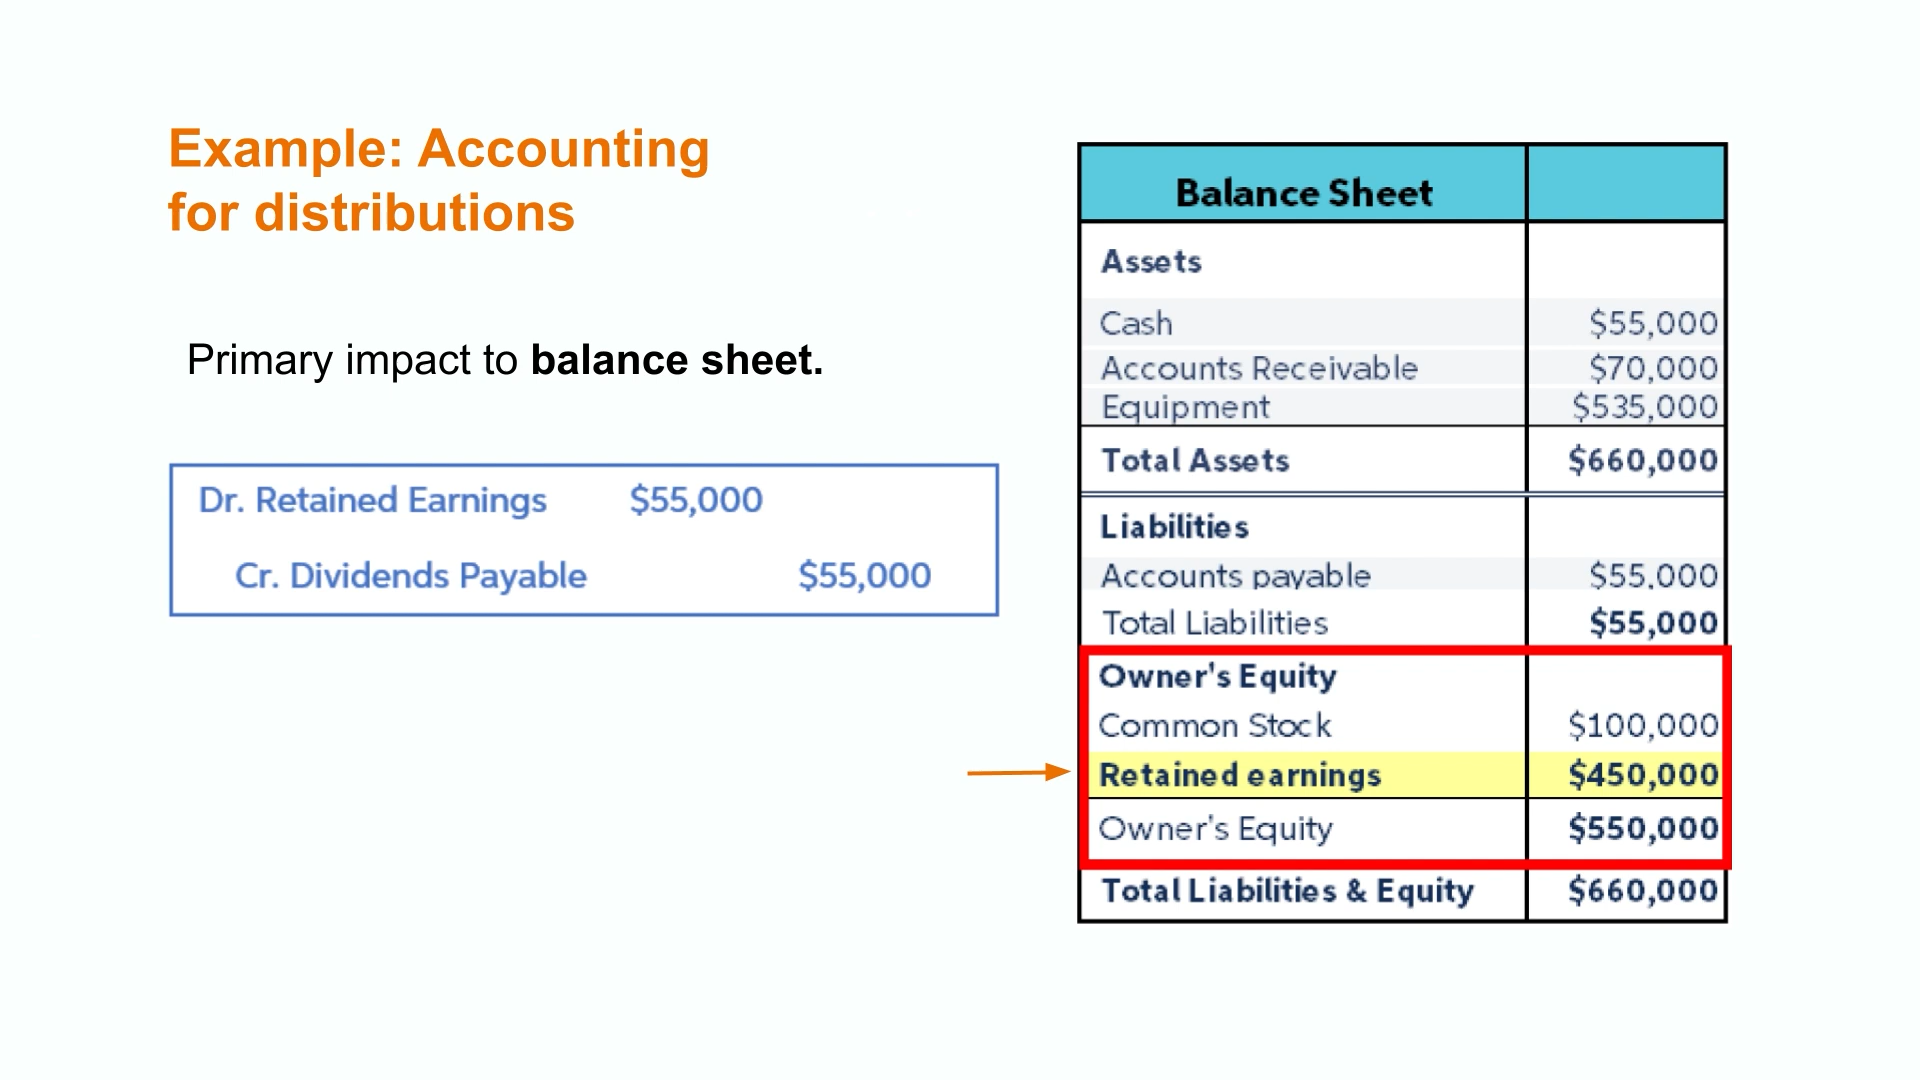 Example: Accounting
for distributions
Primary impact to balance sheet.
Dr. Retained Earnings $55,000
Cr. Dividends Payable $55,000
Balance Sheet
Assets
Cash $55,000
Accounts Receivable $70,000
Equipment $535,000
Total Assets $660,000
Liabilities
Accounts payable $55,000
Total Liabilities $55,000
Owner's Equity
Common Stock $100,000
Retained earnings $450,000
Owner's Equity $550,000
Total Liabilities & Equity $660,000